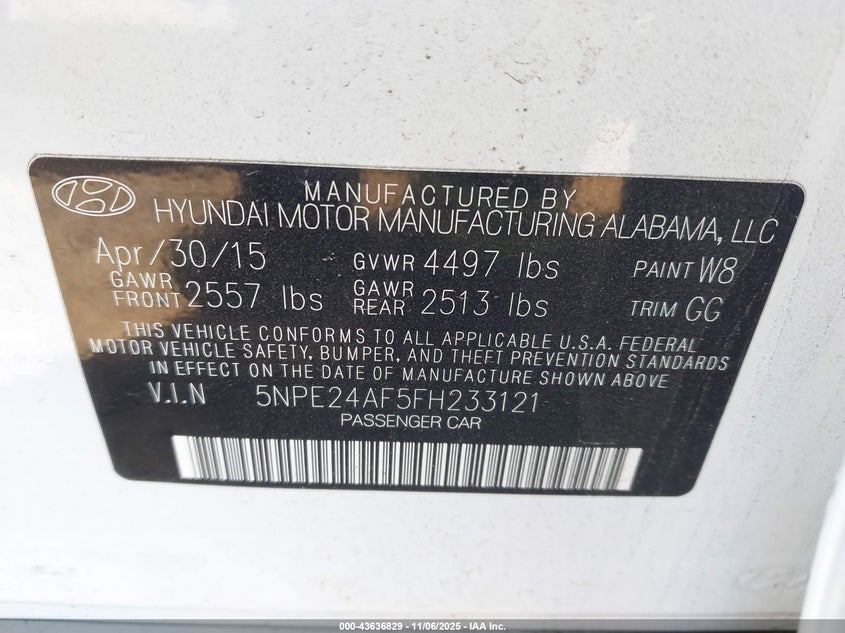 MANUFACTURED BY
HYUNDAI MOTOR MANUFACTURING ALABAMA, LLC
Apr/30/15 GVWR 4497 lbs PAINT W8
GAWR FRONT 2557 lbs GAWR REAR 2513 lbs TRIM GG
THIS VEHICLE CONFORMS TO ALL APPLICABLE U.S.A. FEDERAL
MOTOR VEHICLE SAFETY, BUMPER, AND THEFT PREVENTION STANDARDS
IN EFFECT ON THE DATE OF MANUFACTURE SHOWN ABOVE.
V.I.N 5NPE24AF5FH233121
PASSENGER CAR
000-43636829 - 11/06/2025 - IAA Inc.